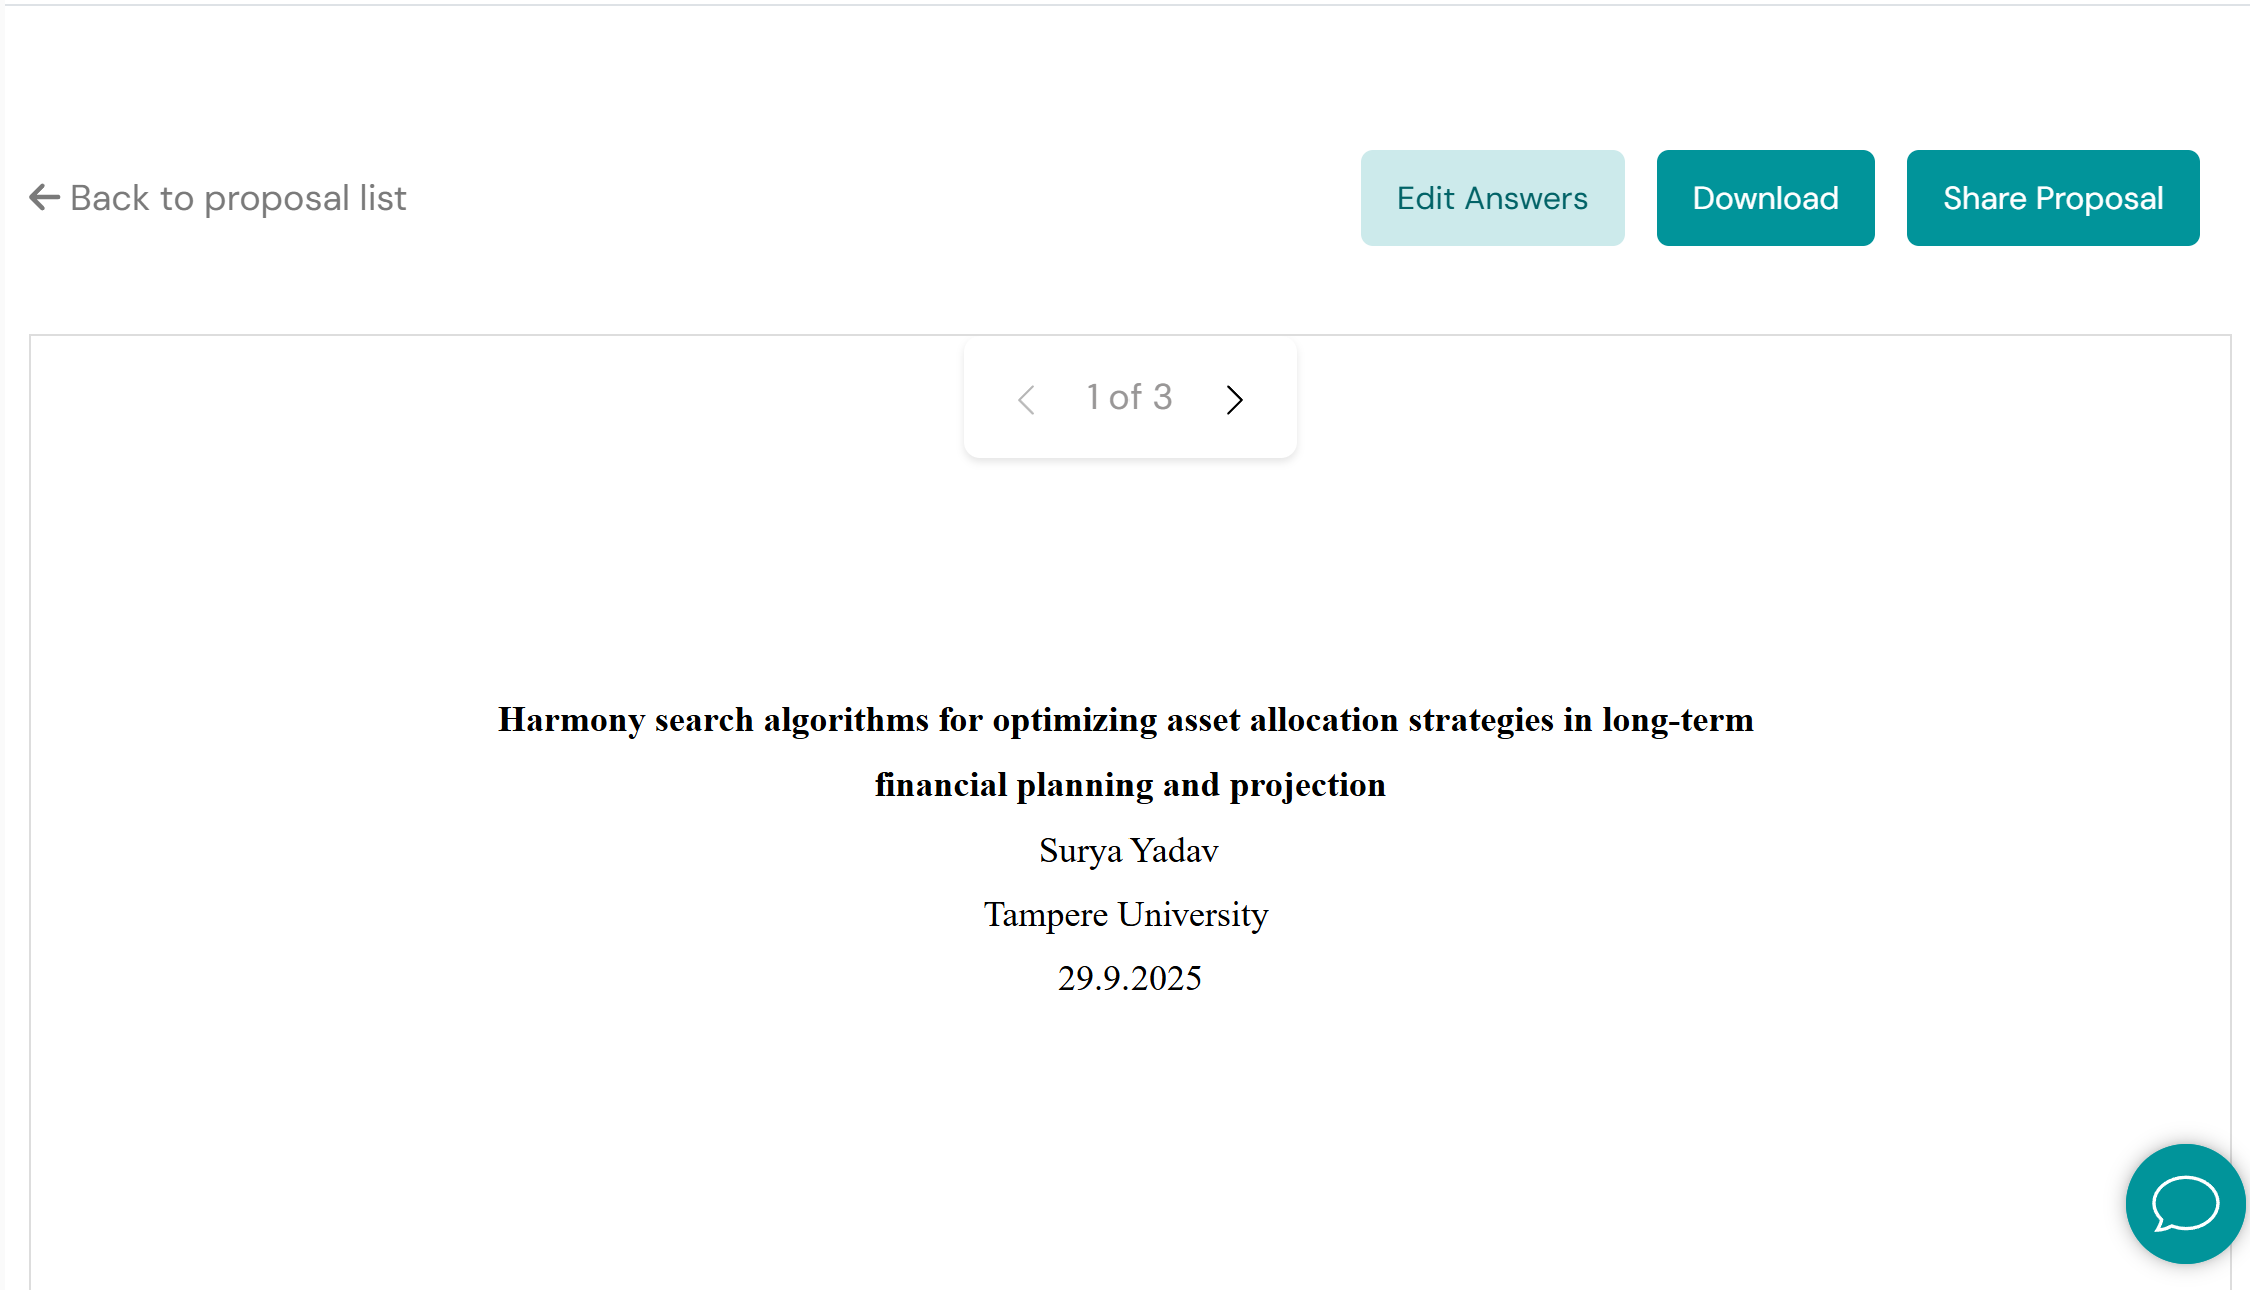 Back to proposal list
Edit Answers
Download
Share Proposal
1 of 3
Harmony search algorithms for optimizing asset allocation strategies in long-term
financial planning and projection
Surya Yadav
Tampere University
29.9.2025